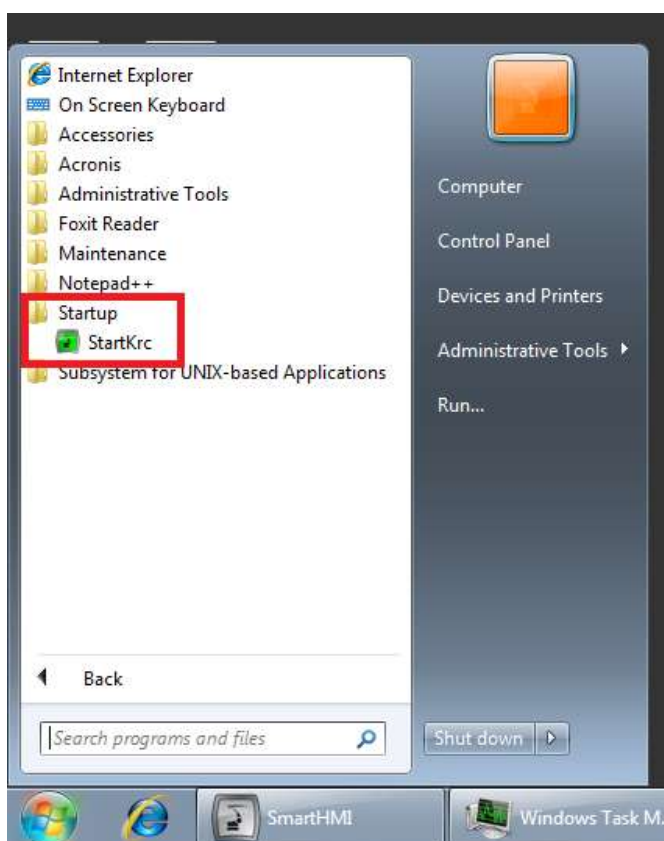 Internet Explorer
On Screen Keyboard
Accessories
Acronis
Administrative Tools
Foxit Reader
Maintenance
Notepad++
Startup
StartKrc
Subsystem for UNIX-based Applications
Back
Search programs and files
Computer
Control Panel
Devices and Printers
Administrative Tools
Run...
Shut down
SmartHMI
Windows Task M.